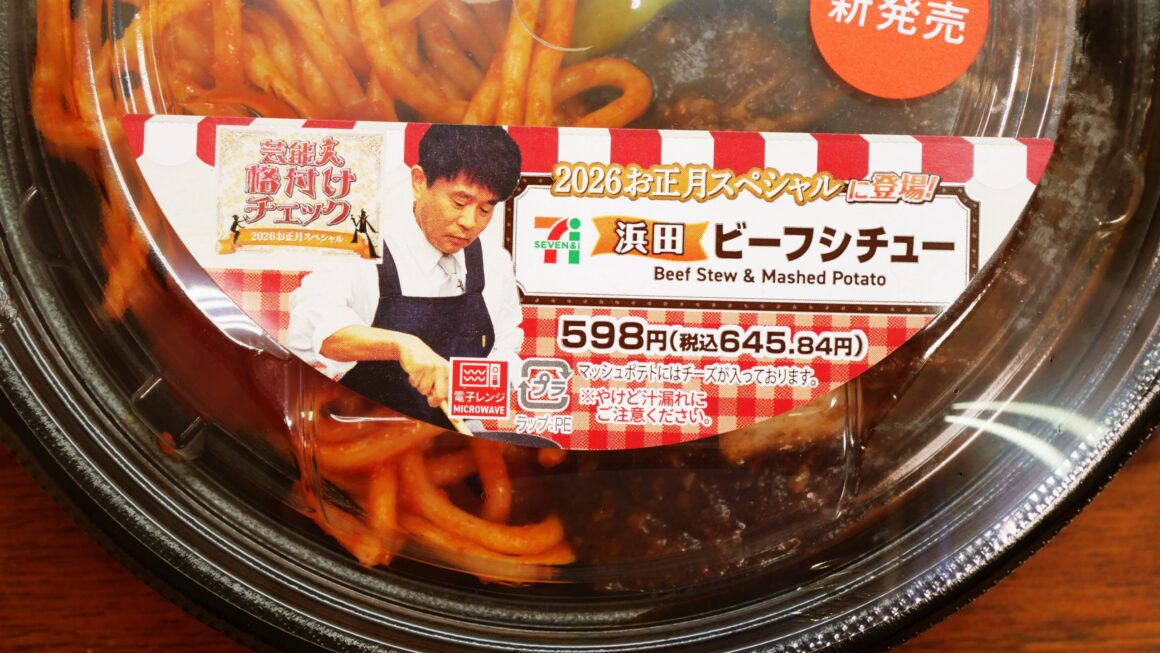 新発売
芸能人
格付け
チェック
2026お正月スペシャル
2026お正月スペシャルに登場!
7i
SEVEN&i
浜田 ビーフシチュー
Beef Stew & Mashed Potato
598円(税込645.84円)
マッシュポテトにはチーズが入っております。
※やけど汁漏れに
ご注意ください。
電子レンジ
MICROWAVE
プラ
ラップ:PE